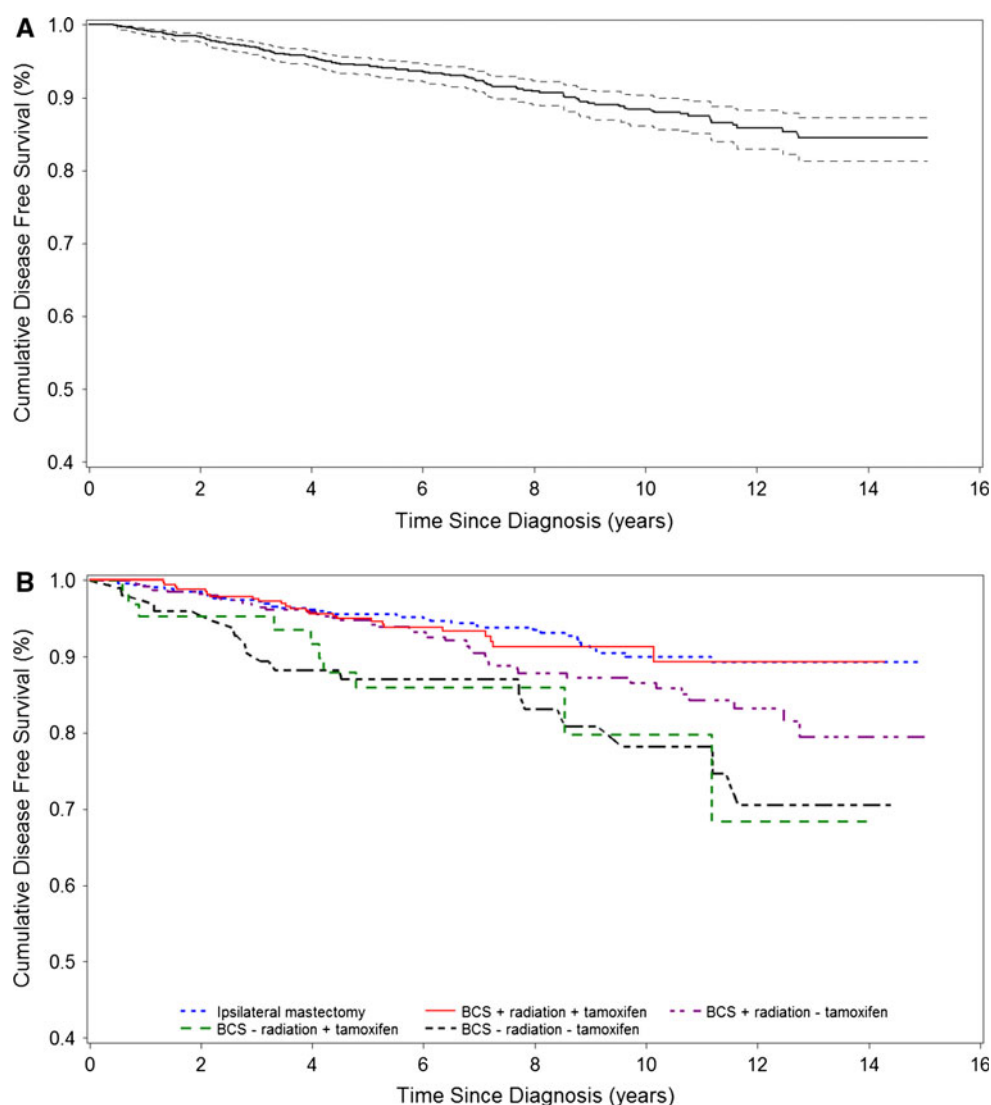 A
Cumulative Disease Free Survival (%)
1.0
0.9
0.8
0.7
0.6
0.5
0.4
0 2 4 6 8 10 12 14 16
Time Since Diagnosis (years)
B
Cumulative Disease Free Survival (%)
1.0
0.9
0.8
0.7
0.6
0.5
0.4
Ipsilateral mastectomy BCS + radiation + tamoxifen BCS + radiation - tamoxifen
BCS - radiation + tamoxifen BCS - radiation - tamoxifen
0 2 4 6 8 10 12 14 16
Time Since Diagnosis (years)